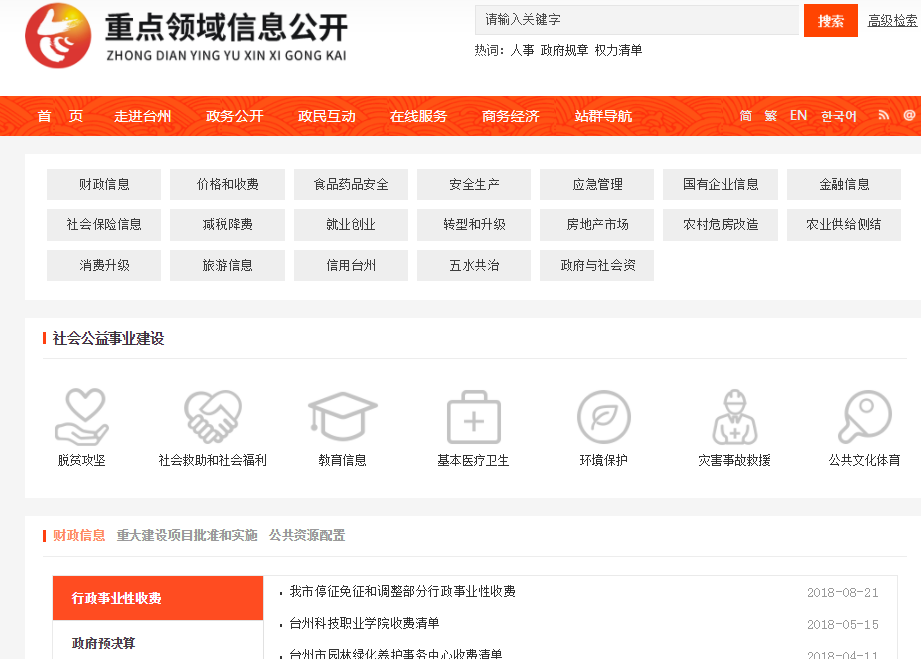 重点领域信息公开
ZHONG DIAN YING YU XIN XI GONG KAI
请输入关键字 搜索 高级检索
热词: 人事 政府规章 权力清单
首 页 走进台州 政务公开 政民互动 在线服务 商务经济 站群导航 简 繁 EN 한국어
财政信息 价格和收费 食品药品安全 安全生产 应急管理 国有企业信息 金融信息
社会保险信息 减税降费 就业创业 转型和升级 房地产市场 农村危房改造 农业供给侧结
消费升级 旅游信息 信用台州 五水共治 政府与社会资
社会公益事业建设
脱贫攻坚 社会救助和社会福利 教育信息 基本医疗卫生 环境保护 灾害事故救援 公共文化体育
财政信息 重大建设项目批准和实施 公共资源配置
行政事业性收费
· 我市停征免征和调整部分行政事业性收费 2018-08-21
· 台州科技职业学院收费清单 2018-05-15
政府预决算
· 台州市园林绿化养护事务中心收费清单 2018-04-11